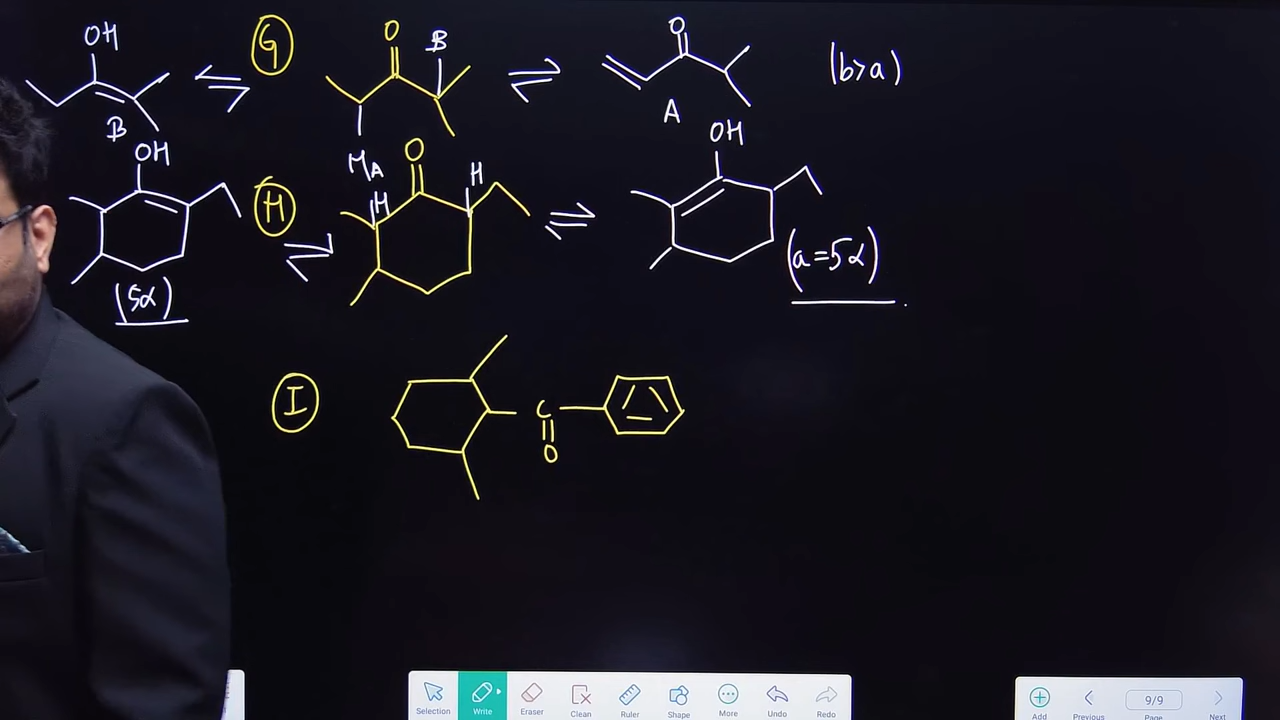 OH
G
O
B
O
(b>a)
B
A
H A
OH
H
O
H
H
OH
(5α)
(a=5α)
I
C
O
Selection
Write
Eraser
Clean
Ruler
Shape
More
Undo
Redo
Add
Previous
9/9
Page
Next